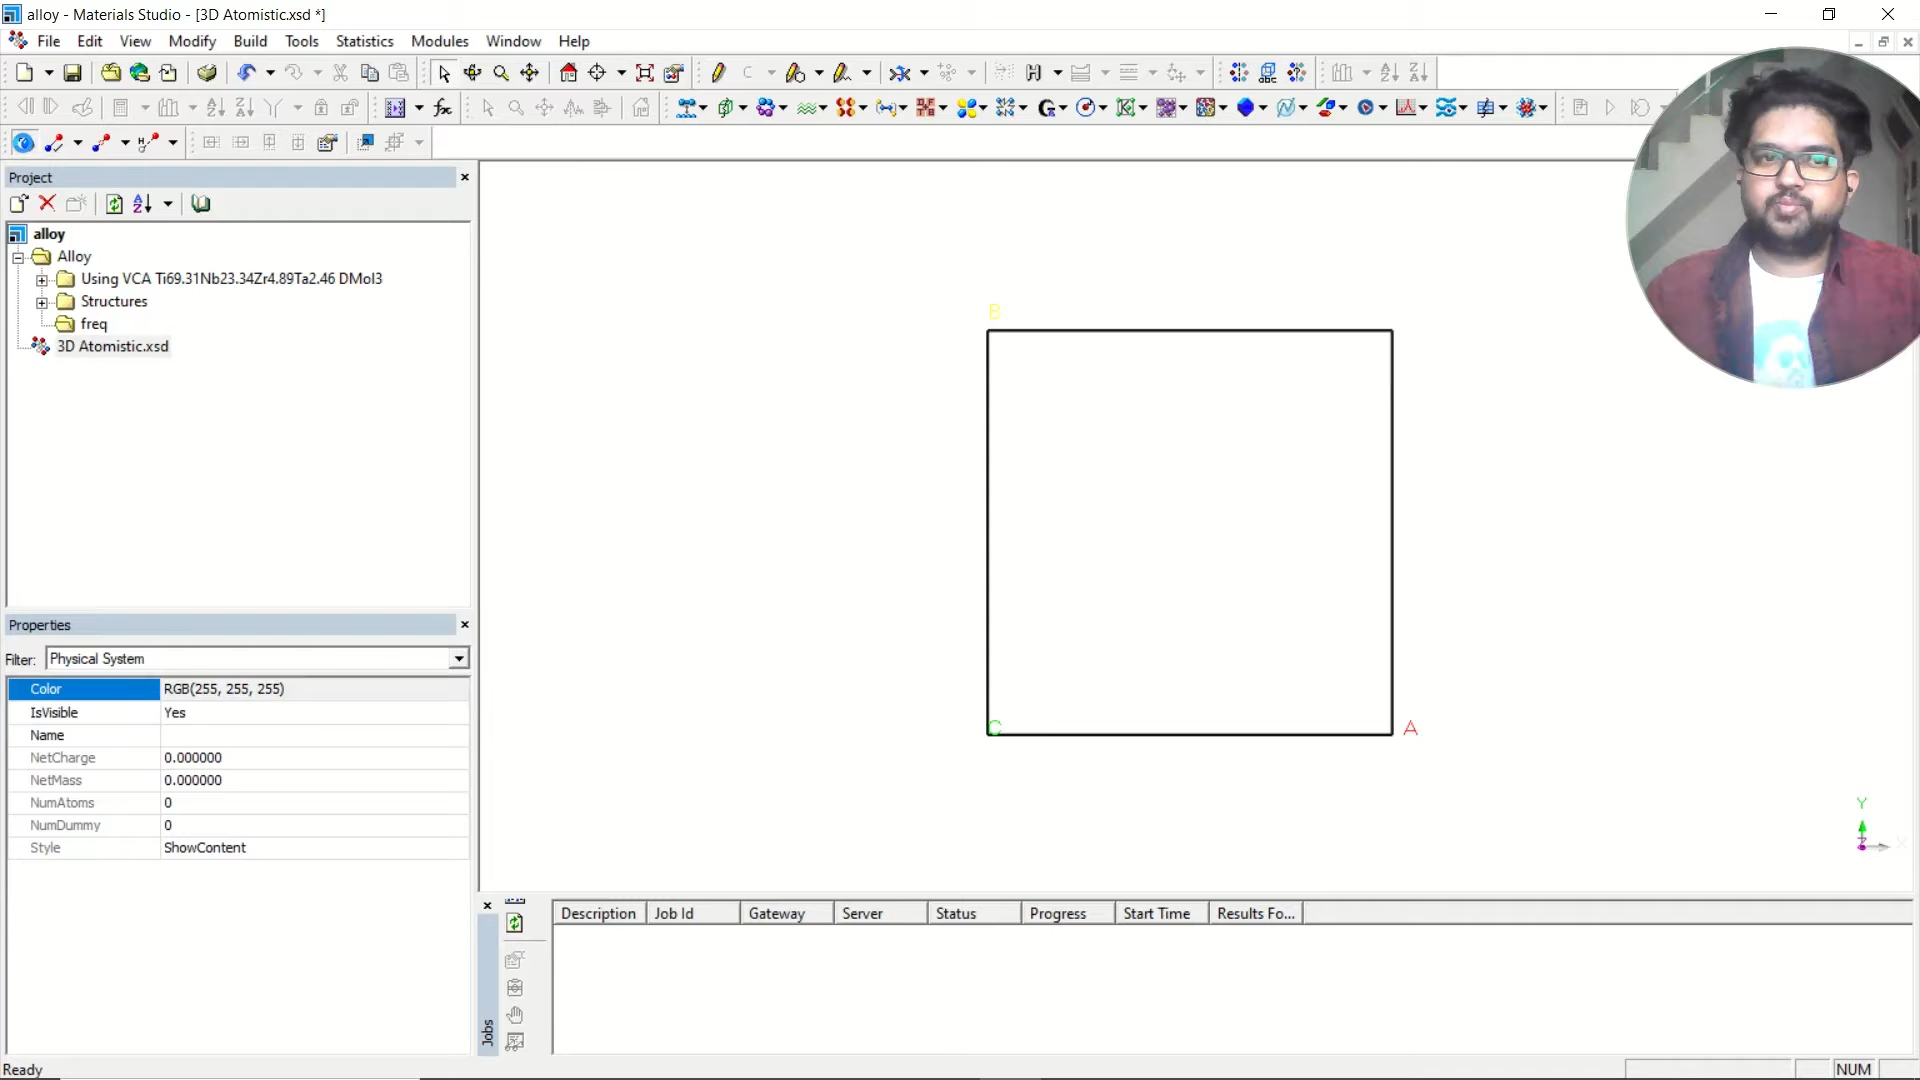 alloy - Materials Studio - [3D Atomistic.xsd *]
File Edit View Modify Build Tools Statistics Modules Window Help
Project
alloy
Alloy
Using VCA Ti69.31Nb23.34Zr4.89Ta2.46 DMol3
Structures
freq
3D Atomistic.xsd
B
C
A
Y
Z
X
Properties
Filter: Physical System
Color RGB(255, 255, 255)
IsVisible Yes
Name
NetCharge 0.000000
NetMass 0.000000
NumAtoms 0
NumDummy 0
Style ShowContent
Jobs
Description Job Id Gateway Server Status Progress Start Time Results Fo...
Ready
NUM